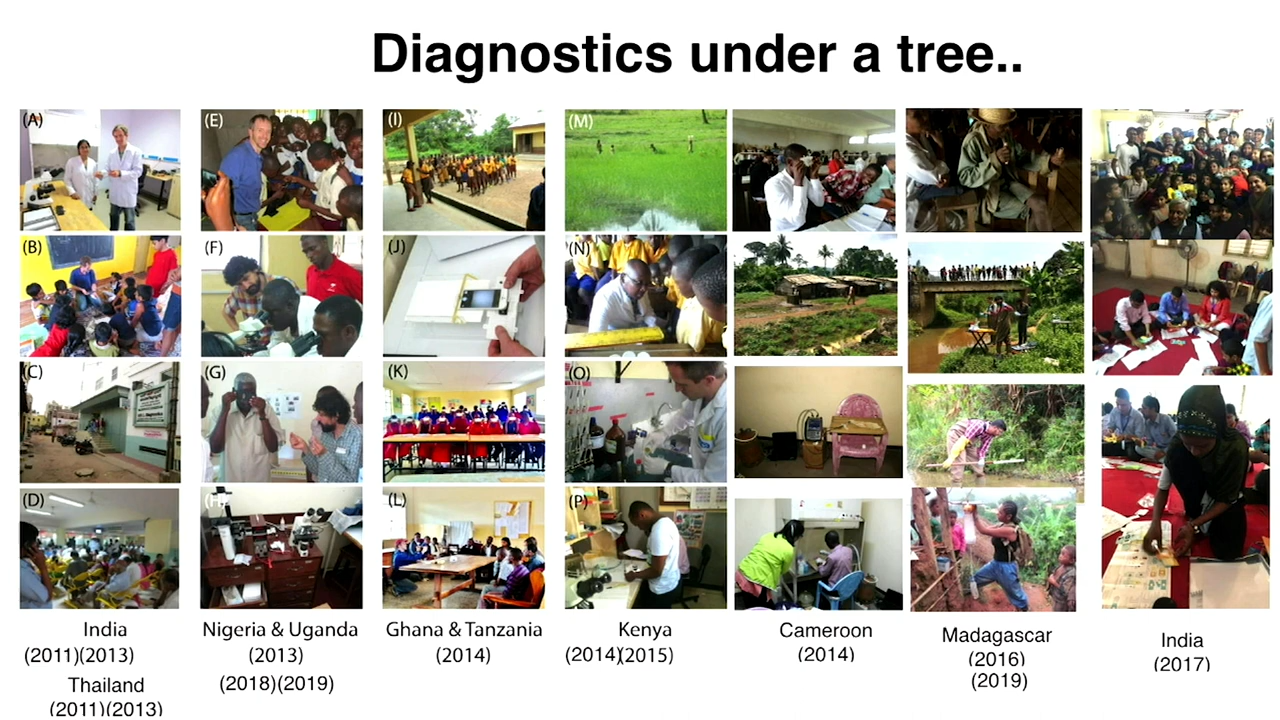 Diagnostics under a tree..
(A)
(E)
(I)
(M)
(B)
(F)
(J)
(N)
(C)
(G)
(K)
(O)
(D)
(L)
(P)
India
(2011)(2013)
Thailand
(2011)(2013)
Nigeria & Uganda
(2013)
(2018)(2019)
Ghana & Tanzania
(2014)
Kenya
(2014)(2015)
Cameroon
(2014)
Madagascar
(2016)
(2019)
India
(2017)